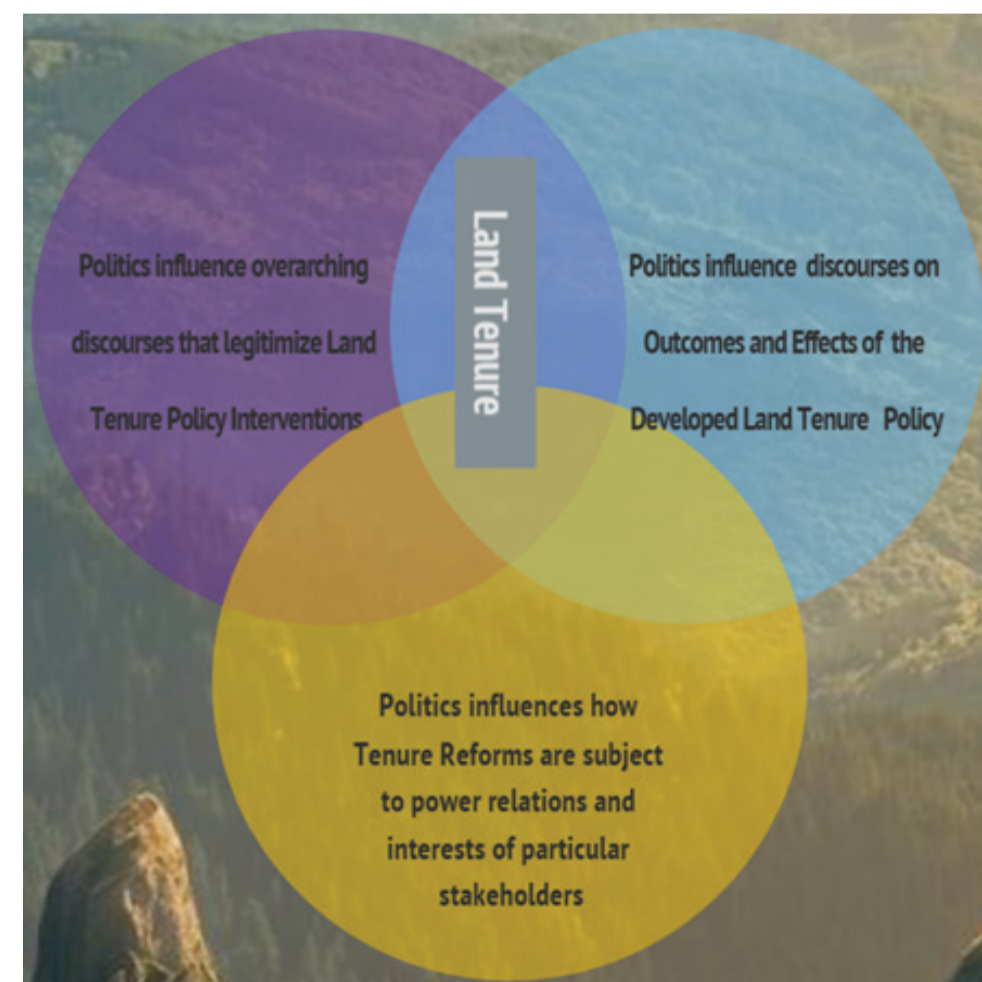 Land Tenure
Politics influence overarching
discourses that legitimize Land
Tenure Policy Interventions
Politics influence discourses on
Outcomes and Effects of the
Developed Land Tenure Policy
Politics influences how
Tenure Reforms are subject
to power relations and
interests of particular
stakeholders